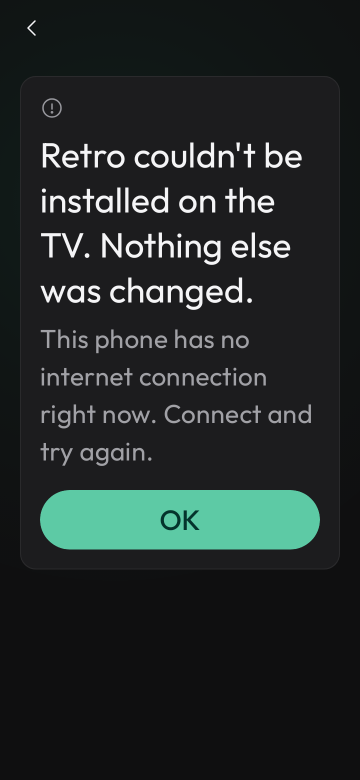 Retro couldn't be
installed on the
TV. Nothing else
was changed.
This phone has no
internet connection
right now. Connect and
try again.
OK